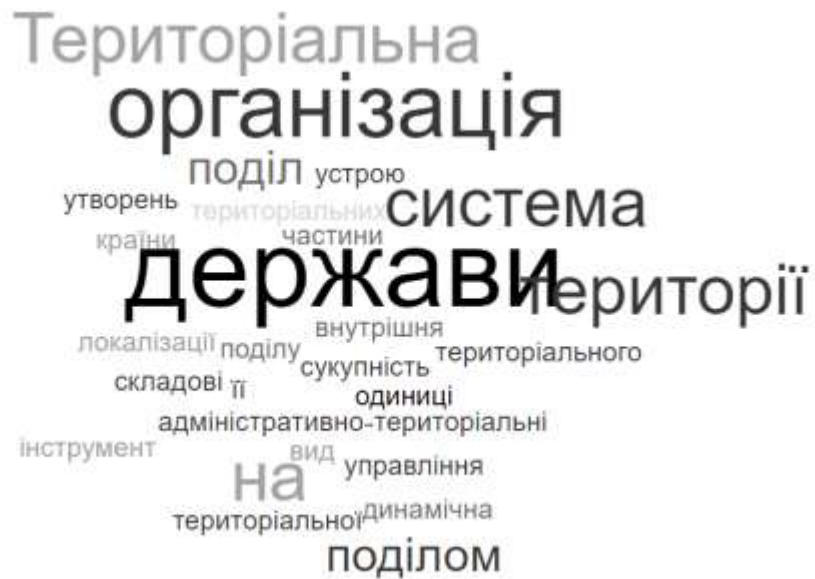 Територіальна
організація
поділ устрою
утворень територіальних система
країни частини
держави території
внутрішня
локалізації поділу територіального
складові її сукупність
одиниці
адміністративно-територіальні
інструмент вид
на управління
територіальної динамічна
поділом